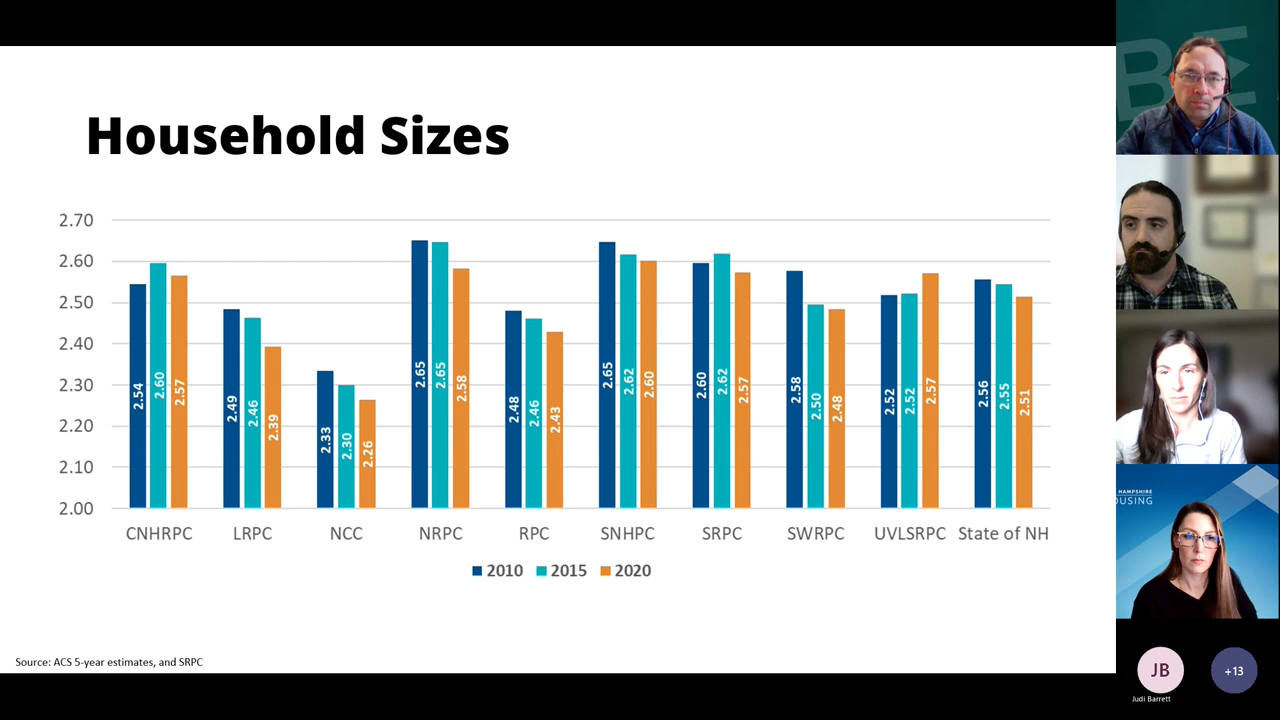 Household Sizes
2.70
2.60
2.50
2.40
2.30
2.20
2.10
2.00
2.54 2.60 2.57
2.49 2.46 2.39
2.33 2.30 2.26
2.65 2.65 2.58
2.48 2.46 2.43
2.65 2.62 2.60
2.60 2.62 2.57
2.58 2.50 2.48
2.52 2.52 2.57
2.56 2.55 2.51
CNHRPC LRPC NCC NRPC RPC SNHPC SRPC SWRPC UVLSRPC State of NH
2010 2015 2020
Source: ACS 5-year estimates, and SRPC
BE
HAMPSHIRE
OUSING
JB
Judi Barrett
+13